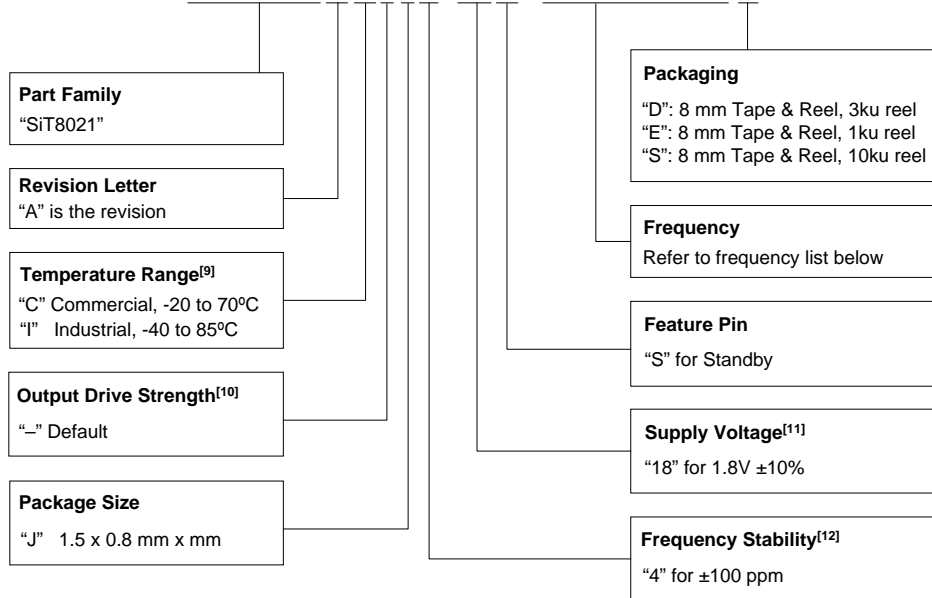 Part Family
“SiT8021”
Revision Letter
“A” is the revision
Temperature Range[9]
“C” Commercial, -20 to 70ºC
“I” Industrial, -40 to 85ºC
Output Drive Strength[10]
“–” Default
Package Size
“J” 1.5 x 0.8 mm x mm
Packaging
“D”: 8 mm Tape & Reel, 3ku reel
“E”: 8 mm Tape & Reel, 1ku reel
“S”: 8 mm Tape & Reel, 10ku reel
Frequency
Refer to frequency list below
Feature Pin
“S” for Standby
Supply Voltage[11]
“18” for 1.8V ±10%
Frequency Stability[12]
“4” for ±100 ppm